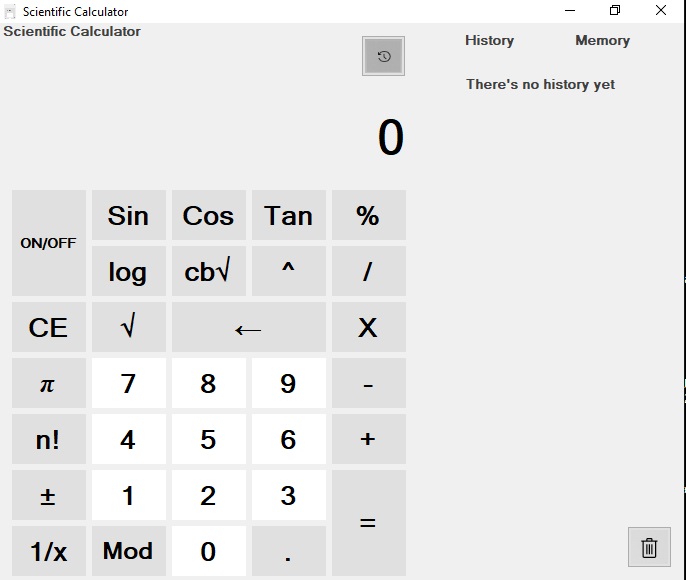 Scientific Calculator
Scientific Calculator
History Memory
There's no history yet
0
ON/OFF Sin Cos Tan %
log cb√ ^ /
CE √ ← X
π 7 8 9 -
n! 4 5 6 +
± 1 2 3 =
1/x Mod 0 .